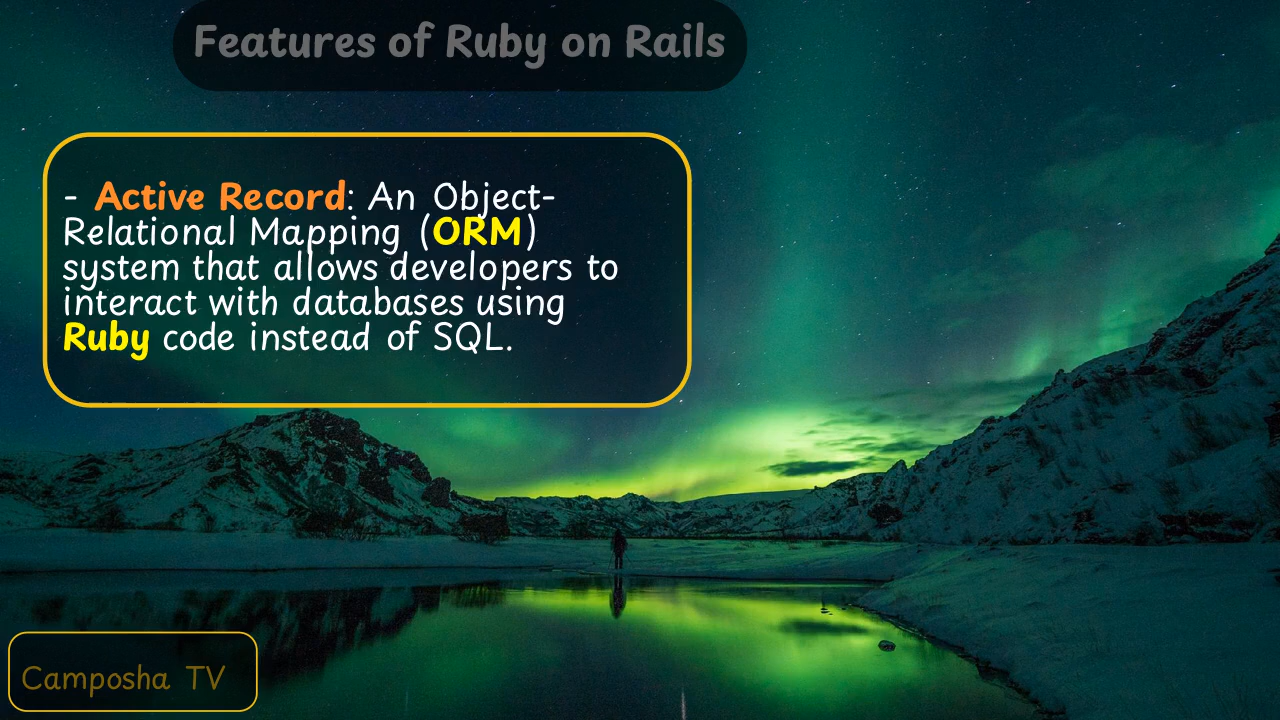 Features of Ruby on Rails
- Active Record: An Object-
Relational Mapping (ORM)
system that allows developers to
interact with databases using
Ruby code instead of SQL.
Camposha TV